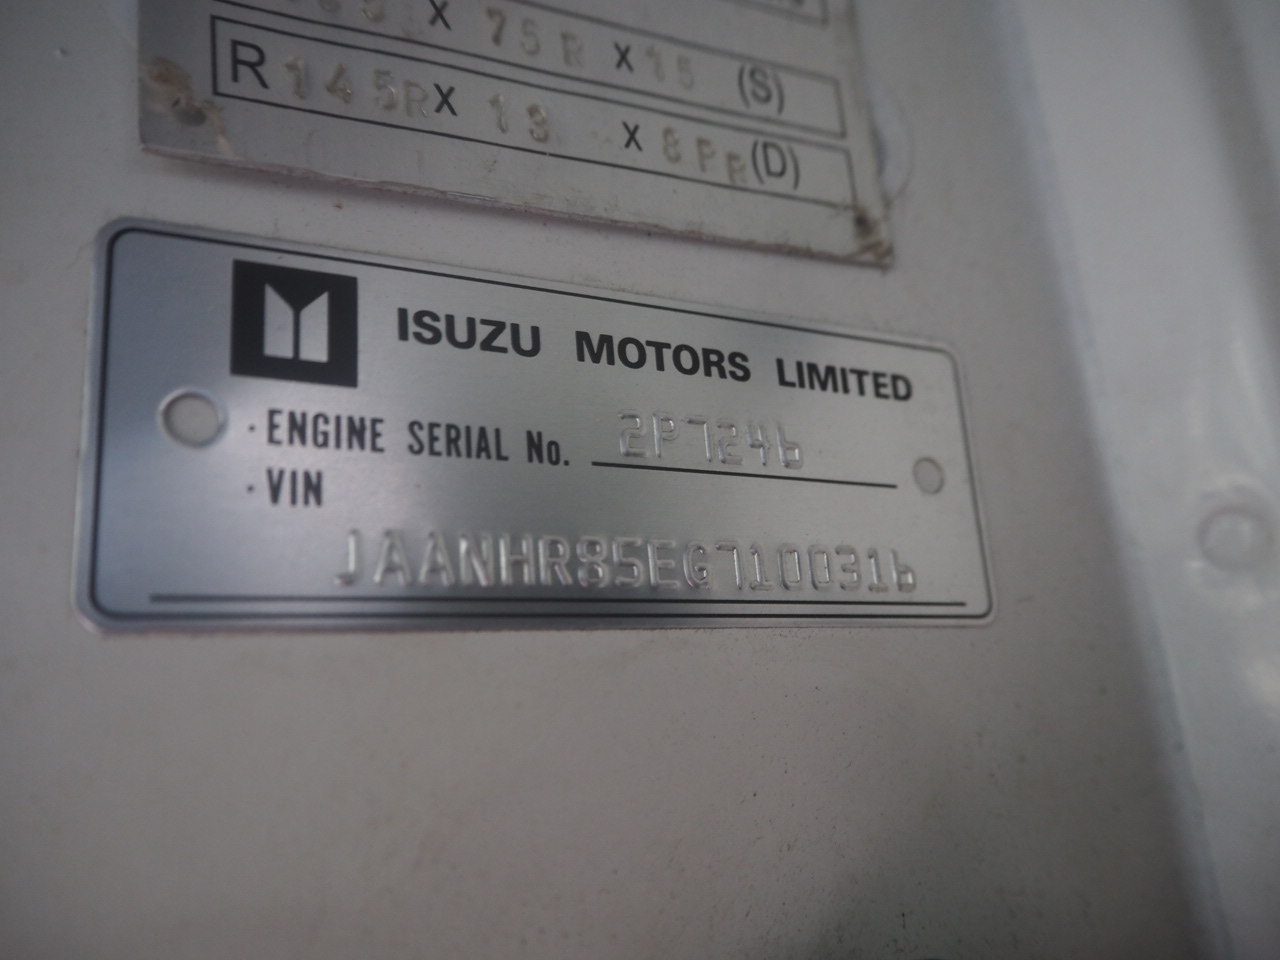 X 75R X 15 (S)
R 145R X 13 X 8PR (D)
ISUZU MOTORS LIMITED
· ENGINE SERIAL No. 2P7246
· VIN
JAANHR85EG7100316